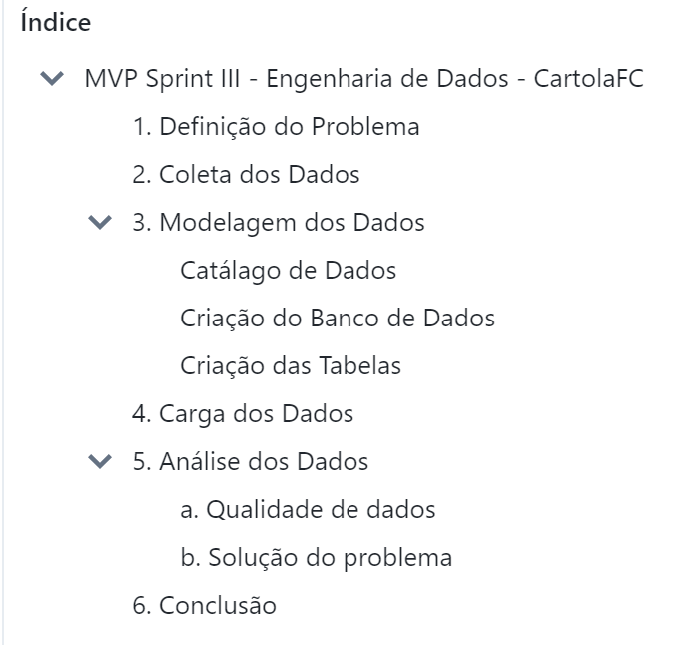 Índice
MVP Sprint III - Engenharia de Dados - CartolaFC
1. Definição do Problema
2. Coleta dos Dados
3. Modelagem dos Dados
Catálago de Dados
Criação do Banco de Dados
Criação das Tabelas
4. Carga dos Dados
5. Análise dos Dados
a. Qualidade de dados
b. Solução do problema
6. Conclusão